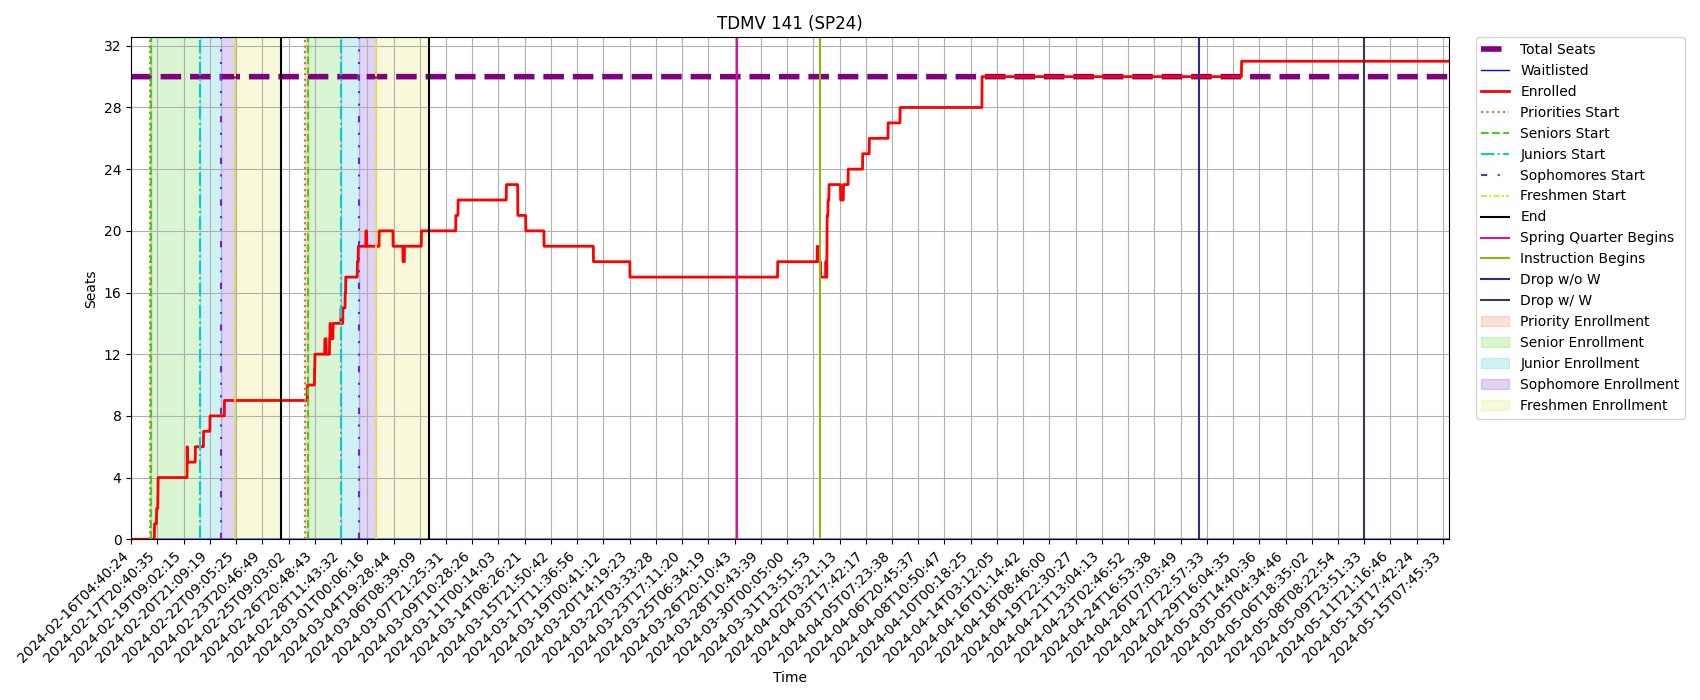 TDMV 141 (SP24)
32
28
24
20
16
12
8
4
0
Seats
2024-02-16T04:40:24
2024-02-17T20:40:35
2024-02-19T09:02:15
2024-02-20T21:09:19
2024-02-22T09:05:25
2024-02-23T20:46:49
2024-02-25T09:03:02
2024-02-26T20:48:43
2024-02-28T11:43:32
2024-03-01T00:06:16
2024-03-04T19:28:44
2024-03-06T08:39:09
2024-03-07T21:25:31
2024-03-09T10:28:26
2024-03-11T00:14:03
2024-03-14T08:26:21
2024-03-15T21:50:42
2024-03-17T11:36:56
2024-03-19T00:41:12
2024-03-20T14:19:23
2024-03-22T03:33:28
2024-03-23T17:11:20
2024-03-25T06:34:19
2024-03-26T20:10:43
2024-03-28T10:43:39
2024-03-30T00:05:00
2024-03-31T13:51:53
2024-04-02T03:21:13
2024-04-03T17:42:17
2024-04-05T07:23:38
2024-04-06T20:45:37
2024-04-08T10:50:47
2024-04-10T00:18:25
2024-04-14T03:12:05
2024-04-16T01:14:42
2024-04-18T08:46:00
2024-04-19T22:30:27
2024-04-21T13:04:13
2024-04-23T02:46:52
2024-04-24T16:53:38
2024-04-26T07:03:49
2024-04-27T22:57:33
2024-04-29T16:04:35
2024-05-03T14:40:36
2024-05-05T04:34:46
2024-05-06T18:35:02
2024-05-08T08:22:54
2024-05-09T23:51:33
2024-05-11T21:16:46
2024-05-13T17:42:24
2024-05-15T07:45:33
Time
Total Seats
Waitlisted
Enrolled
Priorities Start
Seniors Start
Juniors Start
Sophomores Start
Freshmen Start
End
Spring Quarter Begins
Instruction Begins
Drop w/o W
Drop w/ W
Priority Enrollment
Senior Enrollment
Junior Enrollment
Sophomore Enrollment
Freshmen Enrollment